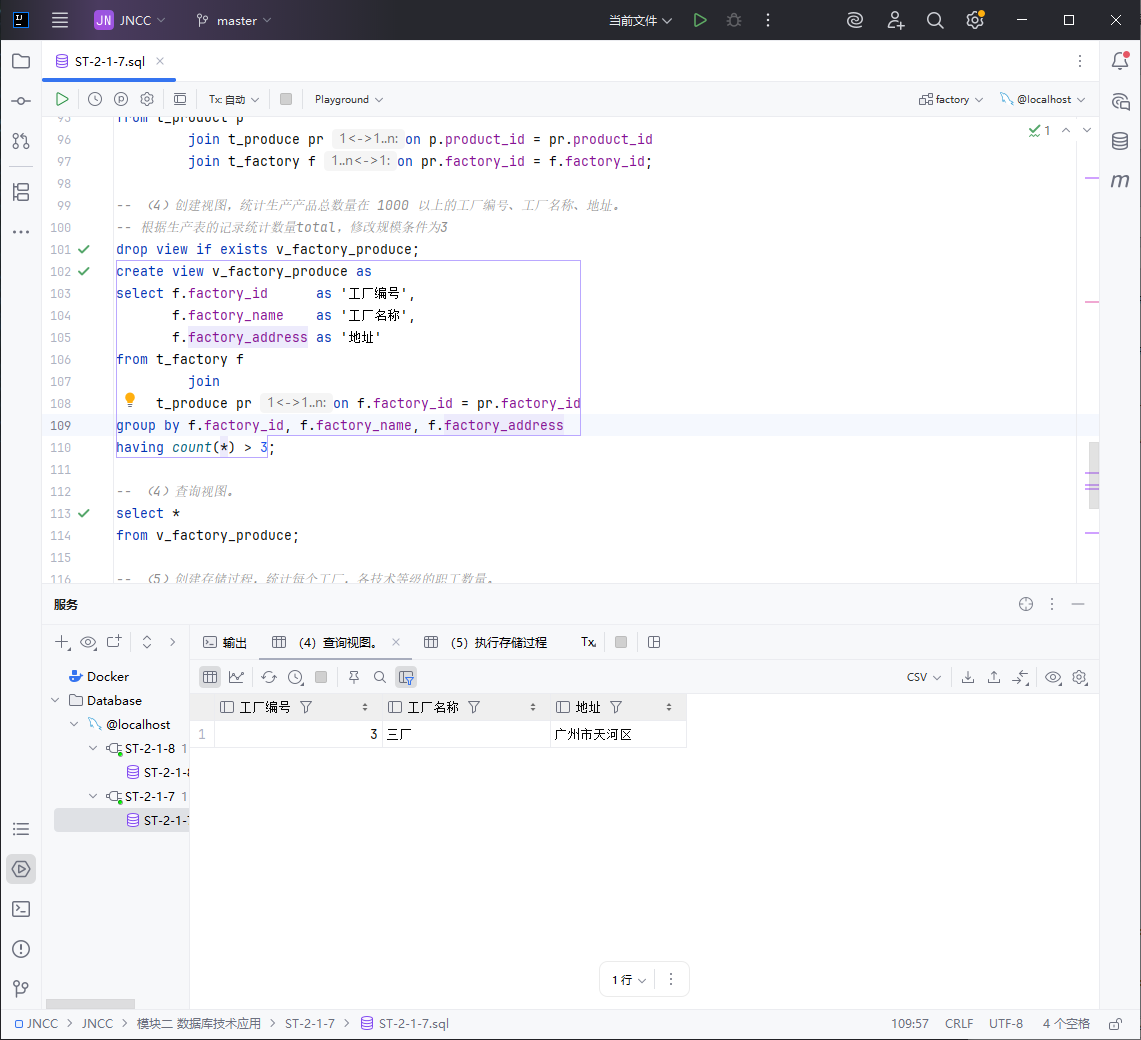 JN JNCC master 当前文件
ST-2-1-7.sql
Tx: 自动 Playground factory @localhost
95 from t_product p
96 join t_produce pr 1<->1..n: on p.product_id = pr.product_id
97 join t_factory f 1..n<->1: on pr.factory_id = f.factory_id;
98
99 -- （4）创建视图，统计生产产品总数量在 1000 以上的工厂编号、工厂名称、地址。
100 -- 根据生产表的记录统计数量total，修改规模条件为3
101 drop view if exists v_factory_produce;
102 create view v_factory_produce as
103 select f.factory_id as '工厂编号',
104 f.factory_name as '工厂名称',
105 f.factory_address as '地址'
106 from t_factory f
107 join
108 t_produce pr 1<->1..n: on f.factory_id = pr.factory_id
109 group by f.factory_id, f.factory_name, f.factory_address
110 having count(*) > 3;
111
112 -- （4）查询视图。
113 select *
114 from v_factory_produce;
115
116 -- （5）创建存储过程，统计每个工厂，各技术等级的职工数量。
1
m
服务
输出 （4）查询视图。 （5）执行存储过程 Tx
CSV
Docker
Database
@localhost
ST-2-1-8 1
ST-2-1-8
ST-2-1-7 1
ST-2-1-7
工厂编号 工厂名称 地址
1 3 三厂 广州市天河区
1 行
JNCC > JNCC > 模块二 数据库技术应用 > ST-2-1-7 > ST-2-1-7.sql 109:57 CRLF UTF-8 4 个空格